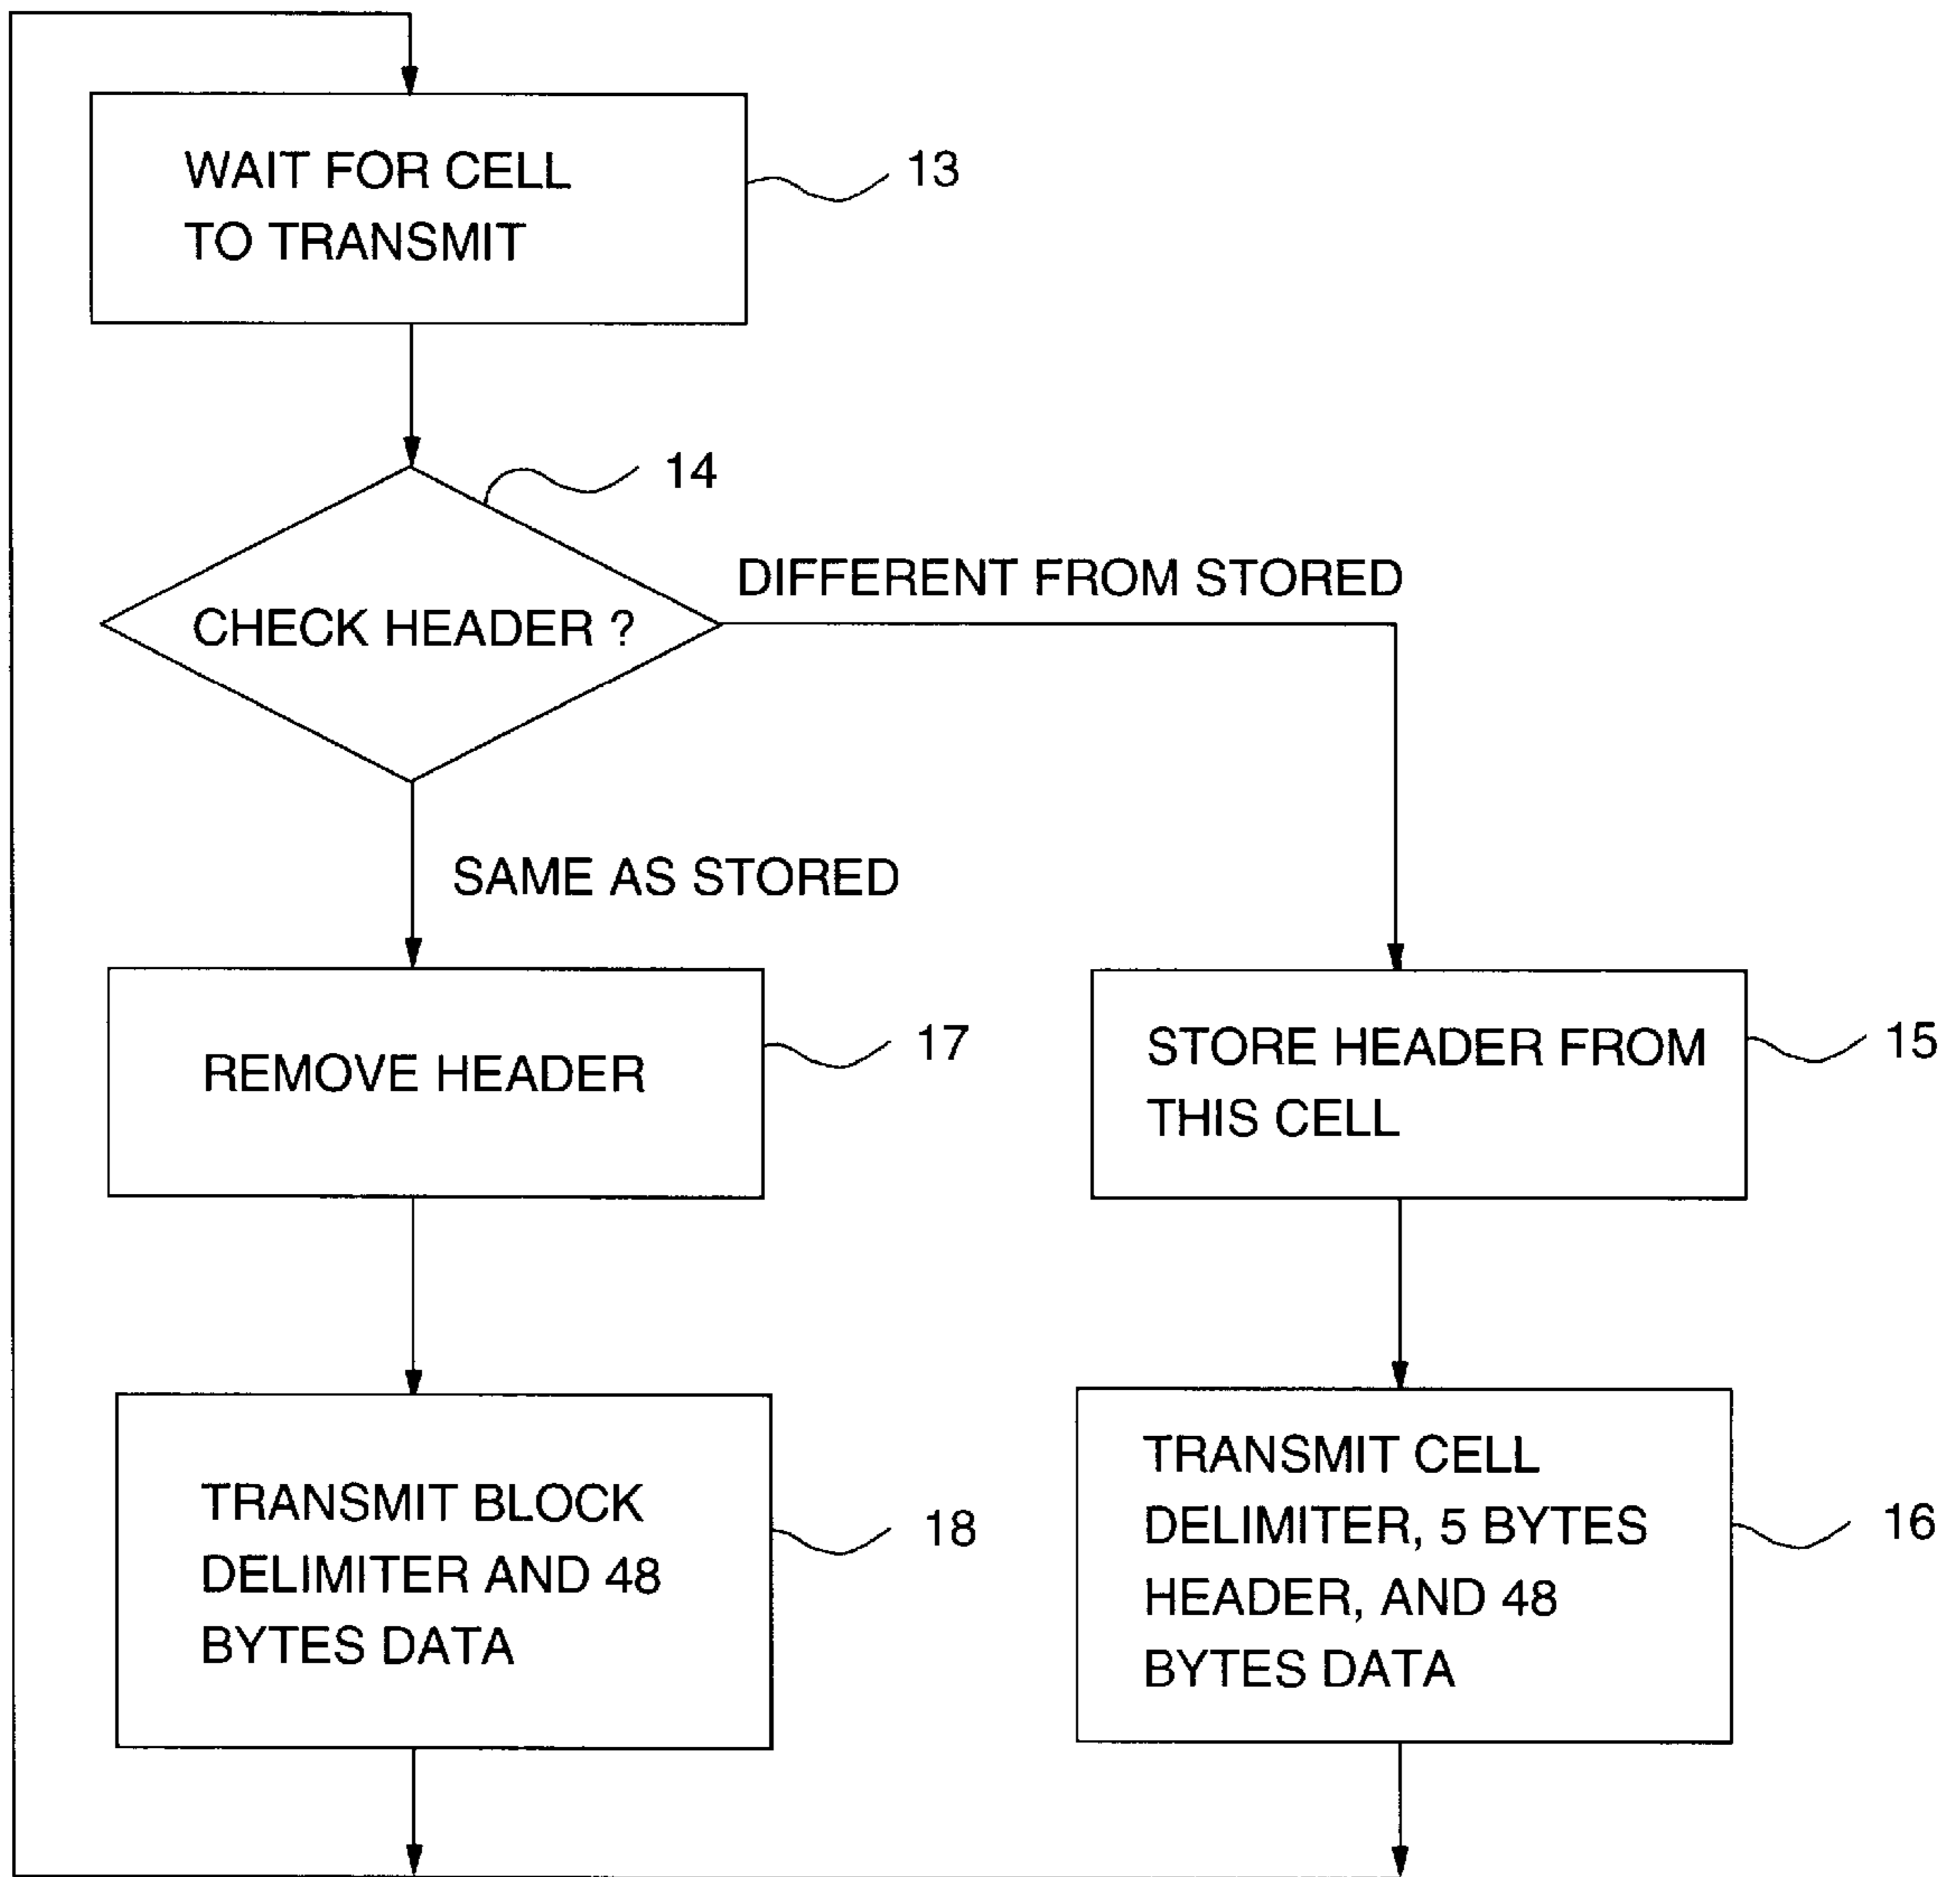 WAIT FOR CELL
TO TRANSMIT
13
14
CHECK HEADER ?
DIFFERENT FROM STORED
SAME AS STORED
REMOVE HEADER
17
STORE HEADER FROM
THIS CELL
15
TRANSMIT BLOCK
DELIMITER AND 48
BYTES DATA
18
TRANSMIT CELL
DELIMITER, 5 BYTES
HEADER, AND 48
BYTES DATA
16